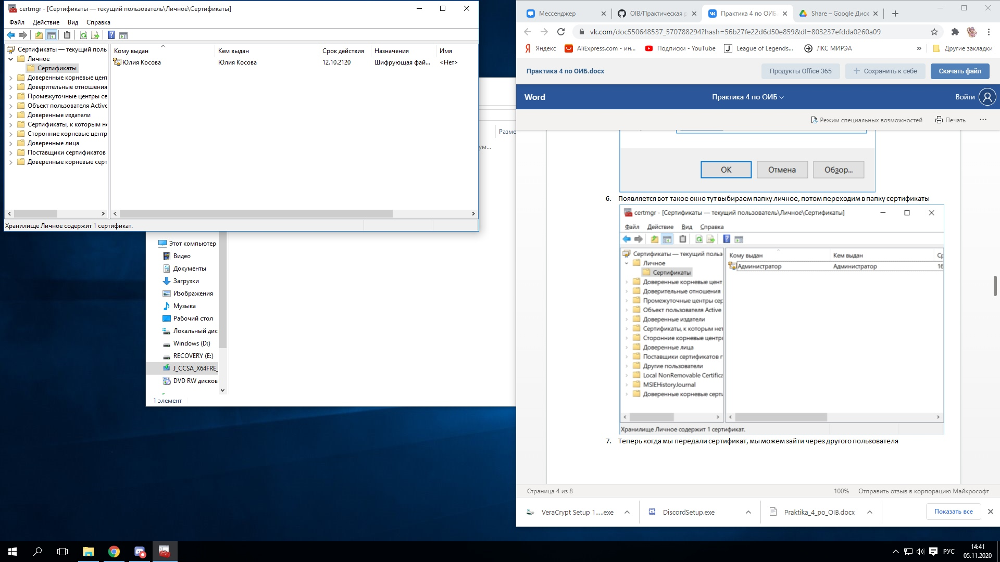 certmgr - [Сертификаты — текущий пользователь\Личное\Сертификаты]
Файл Действие Вид Справка
Сертификаты — текущий поль
Личное
Сертификаты
Доверенные корневые цент
Доверительные отношения
Промежуточные центры се
Объект пользователя Active
Доверенные издатели
Сертификаты, к которым не
Сторонние корневые центр
Доверенные лица
Поставщики сертификатов
Доверенные корневые серт
Кому выдан Кем выдан Срок действия Назначения Имя
Юлия Косова Юлия Косова 12.10.2120 Шифрующая фай... <Нет>
Хранилище Личное содержит 1 сертификат.
Разме
ум...
Этот компьютер
Видео
Документы
Загрузки
Изображения
Музыка
Рабочий стол
Локальный дис
Windows (D:)
RECOVERY (E:)
J_CCSA_X64FRE_
DVD RW дисков
1 элемент
Мессенджер
OIB/Практическая р
Практика 4 по ОИБ.
Share – Google Диск
vk.com/doc550648537_570788294?hash=56b27fe22d6d50e859&dl=803237efdda0260a09
Яндекс AliExpress.com - ин... Подписки - YouTube League of Legends... ЛКС МИРЭА » Другие закладки
Практика 4 по ОИБ.docx Продукты Office 365 Сохранить к себе Скачать файл
Word Практика 4 по ОИБ Войти
Режим специальных возможностей Печать ...
ОК Отмена Обзор...
6. Появляется вот такое окно тут выбираем папку личное, потом переходим в папку сертификаты
certmgr - [Сертификаты — текущий пользователь\Личное\Сертификаты]
Файл Действие Вид Справка
Сертификаты — текущий польз
Личное
Сертификаты
Доверенные корневые цент
Доверительные отношения
Промежуточные центры сер
Объект пользователя Active
Доверенные издатели
Сертификаты, к которым нет
Сторонние корневые центры
Доверенные лица
Поставщики сертификатов г
Другие пользователи
Local NonRemovable Certifica
MSIEHistoryJournal
Доверенные корневые серти
Кому выдан Кем выдан Ср
Администратор Администратор 16
Хранилище Личное содержит 1 сертификат.
7. Теперь когда мы передали сертификат, мы можем зайти через другого пользователя
Страница 4 из 8 100% Отправить отзыв в корпорацию Майкрософт
VeraCrypt Setup 1.....exe DiscordSetup.exe Praktika_4_po_OIB.docx Показать все
РУС
14:41
05.11.2020